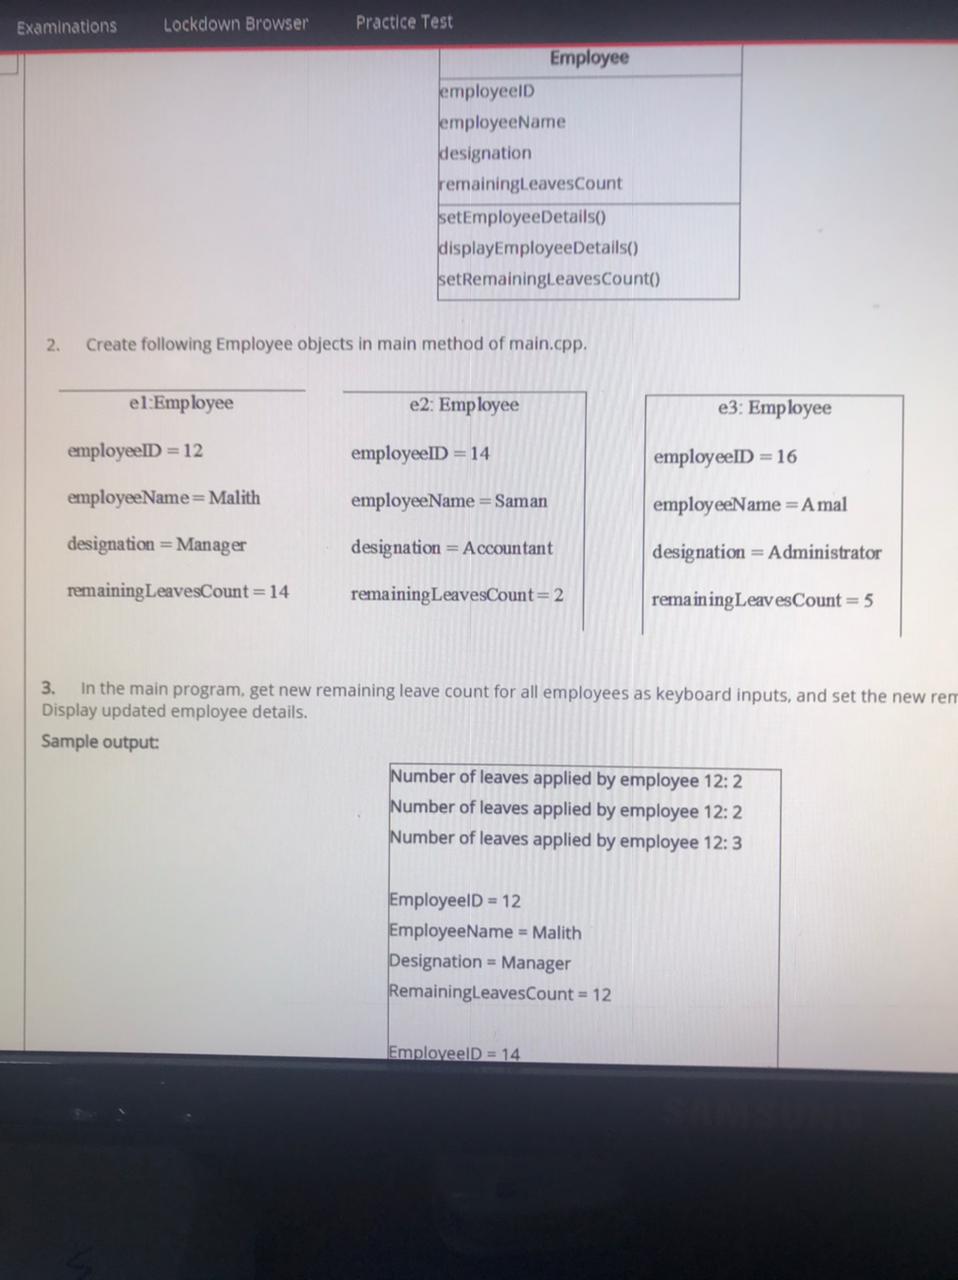 Examinations Lockdown Browser Practice Test
Employee
employeeID
employeeName
designation
remainingLeavesCount
setEmployeeDetails()
displayEmployeeDetails()
setRemainingLeavesCount()
2. Create following Employee objects in main method of main.cpp.
e1:Employee
employeeID = 12
employeeName = Malith
designation = Manager
remainingLeavesCount = 14
e2: Employee
employeeID = 14
employeeName = Saman
designation = Accountant
remainingLeavesCount = 2
e3: Employee
employeeID = 16
employeeName = Amal
designation = Administrator
remainingLeavesCount = 5
3. In the main program, get new remaining leave count for all employees as keyboard inputs, and set the new rem
Display updated employee details.
Sample output:
Number of leaves applied by employee 12: 2
Number of leaves applied by employee 12: 2
Number of leaves applied by employee 12: 3
EmployeeID = 12
EmployeeName = Malith
Designation = Manager
RemainingLeavesCount = 12
EmployeeID = 14
SAMSUNG